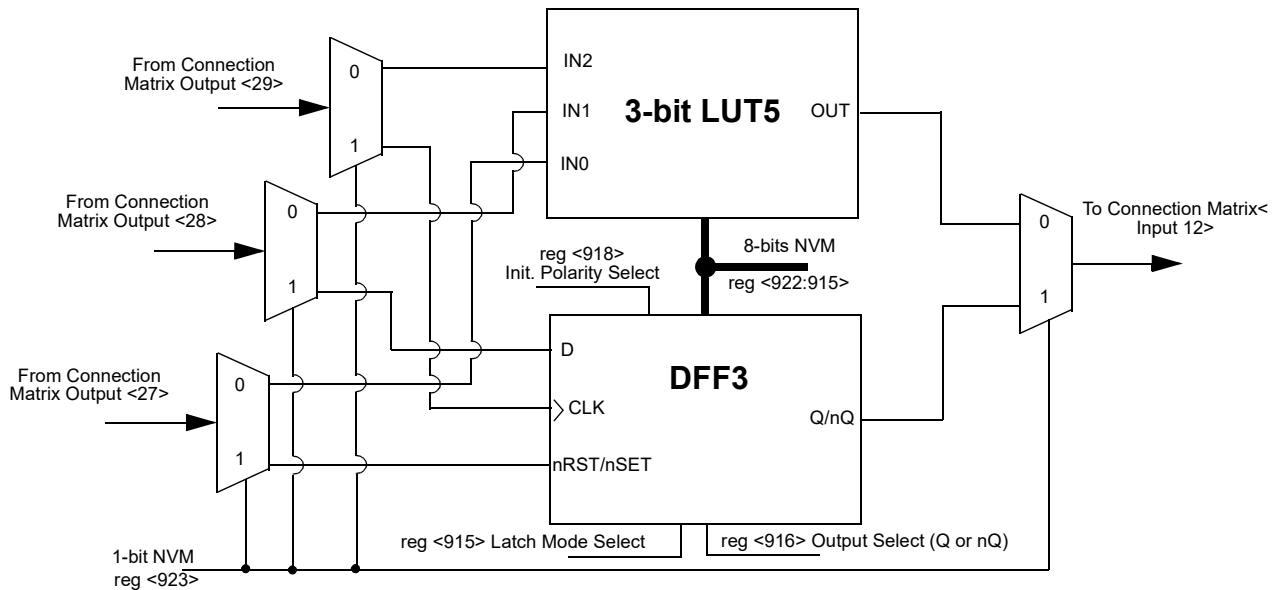 From Connection
Matrix Output <29>
0
1
IN2
IN1
IN0
3-bit LUT5
OUT
From Connection
Matrix Output <28>
0
1
0
1
To Connection Matrix<
Input 12>
8-bits NVM
reg <922:915>
reg <918>
Init. Polarity Select
From Connection
Matrix Output <27>
0
1
D
CLK
nRST/nSET
DFF3
Q/nQ
reg <915> Latch Mode Select
reg <916> Output Select (Q or nQ)
1-bit NVM
reg <923>